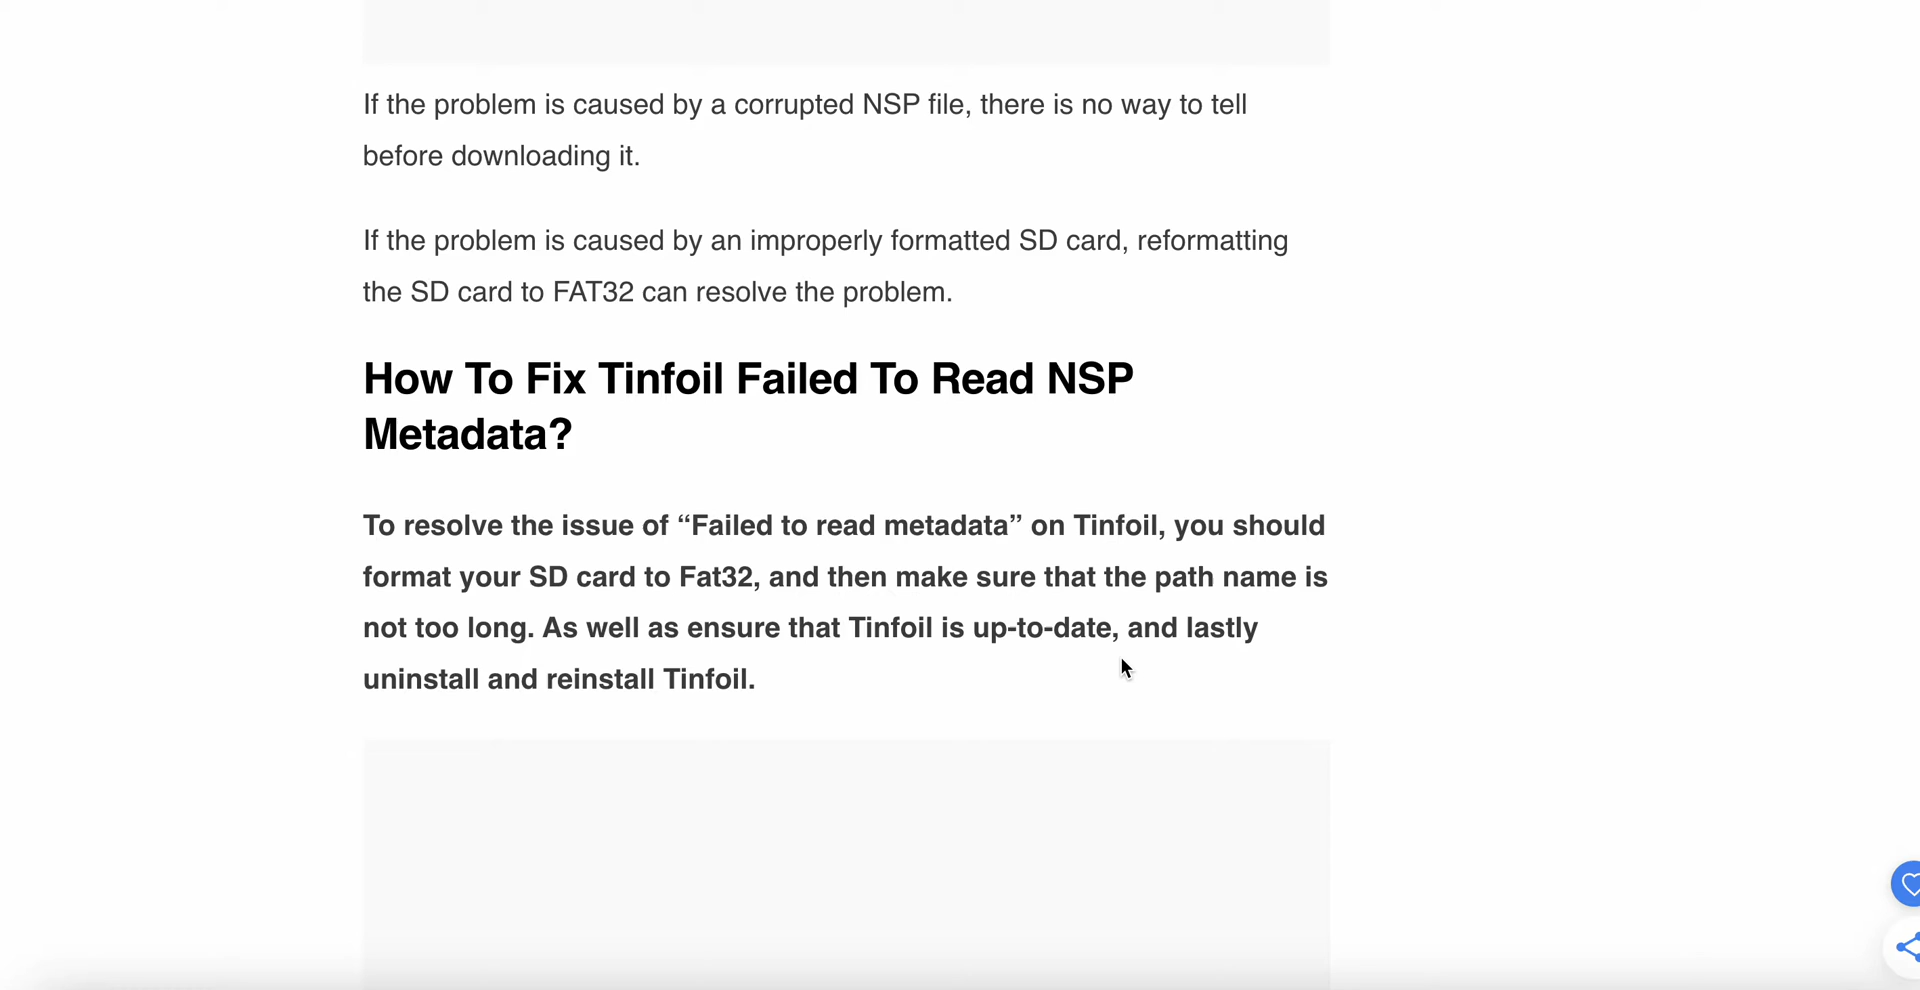 If the problem is caused by a corrupted NSP file, there is no way to tell
before downloading it.
If the problem is caused by an improperly formatted SD card, reformatting
the SD card to FAT32 can resolve the problem.
How To Fix Tinfoil Failed To Read NSP
Metadata?
To resolve the issue of “Failed to read metadata” on Tinfoil, you should
format your SD card to Fat32, and then make sure that the path name is
not too long. As well as ensure that Tinfoil is up-to-date, and lastly
uninstall and reinstall Tinfoil.